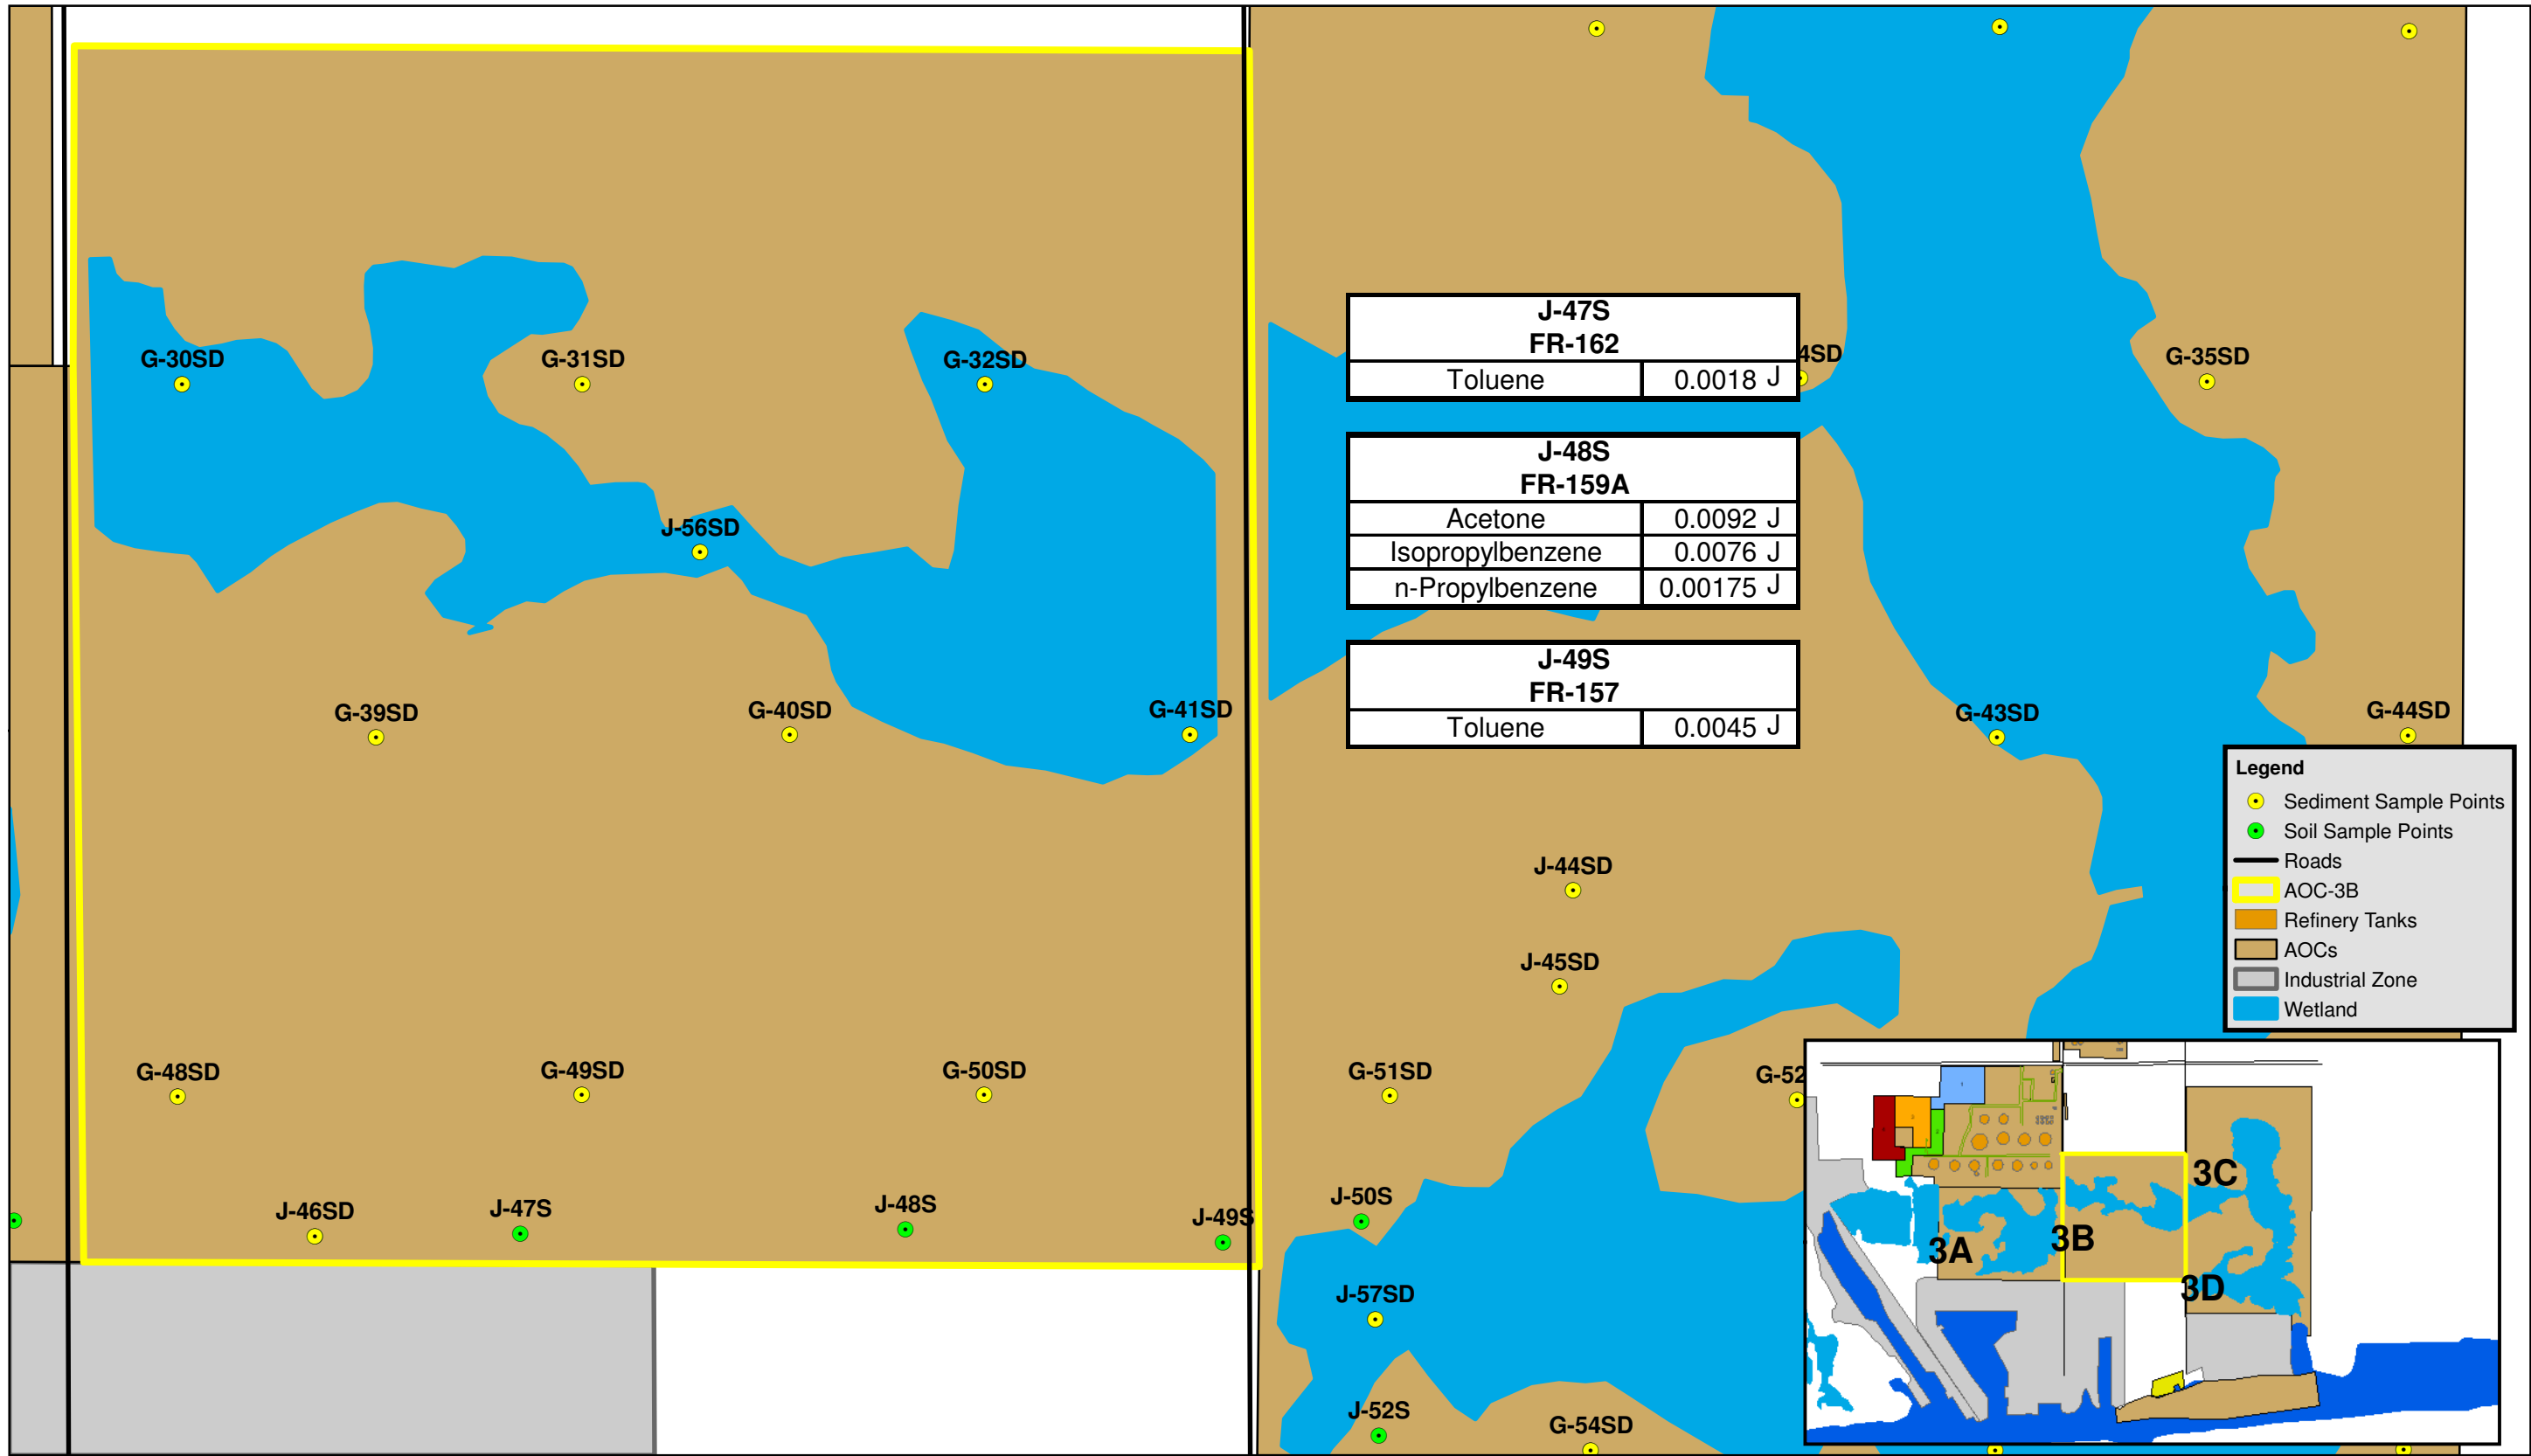 G-30SD
G-31SD
G-32SD
J-56SD
G-39SD
G-40SD
G-41SD
G-48SD
G-49SD
G-50SD
J-46SD
J-47S
J-48S
J-49S
J-47S
FR-162
Toluene 0.0018 J
J-48S
FR-159A
Acetone 0.0092 J
Isopropylbenzene 0.0076 J
n-Propylbenzene 0.00175 J
J-49S
FR-157
Toluene 0.0045 J
4SD
G-35SD
G-43SD
G-44SD
J-44SD
J-45SD
G-51SD
G-52
J-50S
J-57SD
J-52S
G-54SD
Legend
Sediment Sample Points
Soil Sample Points
Roads
AOC-3B
Refinery Tanks
AOCs
Industrial Zone
Wetland
3C
3B
3A
3D